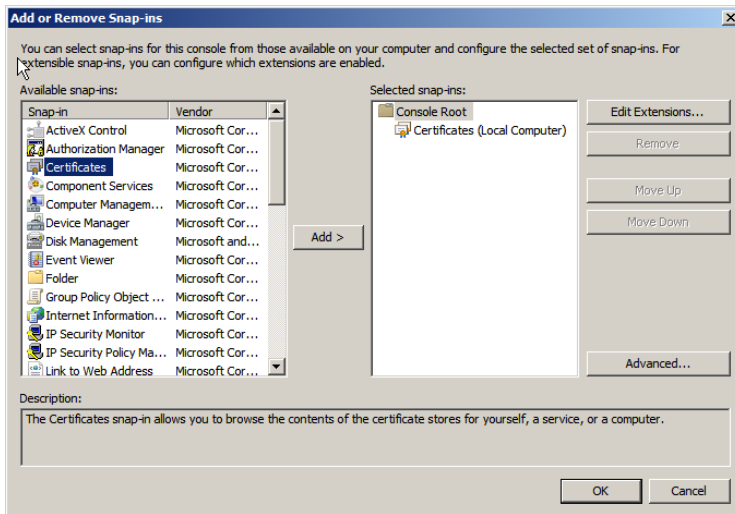 Add or Remove Snap-ins
You can select snap-ins for this console from those available on your computer and configure the selected set of snap-ins. For
extensible snap-ins, you can configure which extensions are enabled.
Available snap-ins:
Snap-in Vendor
ActiveX Control Microsoft Cor...
Authorization Manager Microsoft Cor...
Certificates Microsoft Cor...
Component Services Microsoft Cor...
Computer Managem... Microsoft Cor...
Device Manager Microsoft Cor...
Disk Management Microsoft and...
Event Viewer Microsoft Cor...
Folder Microsoft Cor...
Group Policy Object ... Microsoft Cor...
Internet Information... Microsoft Cor...
IP Security Monitor Microsoft Cor...
IP Security Policy Ma... Microsoft Cor...
Link to Web Address Microsoft Cor...
Add >
Selected snap-ins:
Console Root
Certificates (Local Computer)
Edit Extensions...
Remove
Move Up
Move Down
Advanced...
Description:
The Certificates snap-in allows you to browse the contents of the certificate stores for yourself, a service, or a computer.
OK Cancel